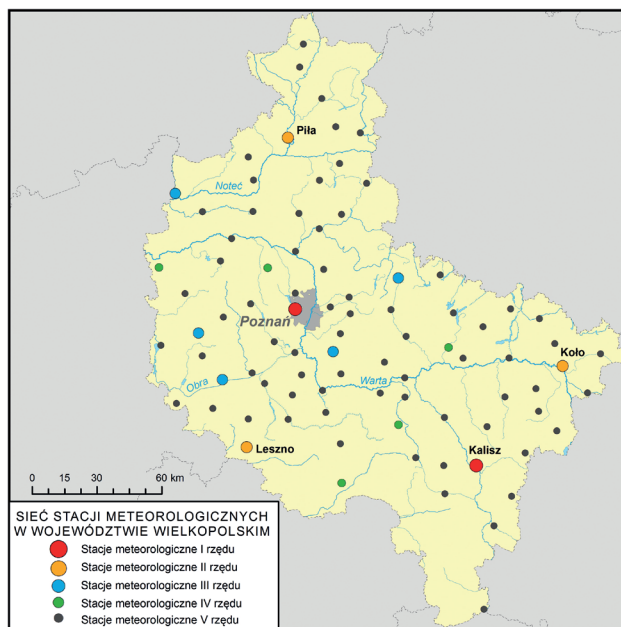 Piła
Noteć
Poznań
Koło
Obra
Warta
Leszno
Kalisz
0 15 30 60 km
SIEĆ STACJI METEOROLOGICZNYCH
W WOJEWÓDZTWIE WIELKOPOLSKIM
Stacje meteorologiczne I rzędu
Stacje meteorologiczne II rzędu
Stacje meteorologiczne III rzędu
Stacje meteorologiczne IV rzędu
Stacje meteorologiczne V rzędu